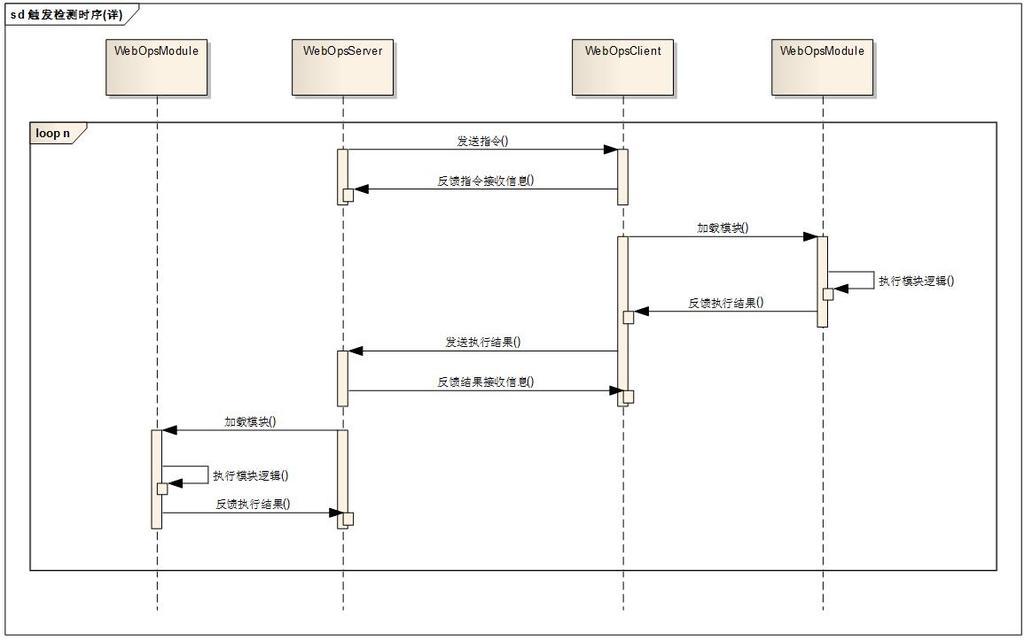 sd 触发检测时序(详)
WebOpsModule
WebOpsServer
WebOpsClient
WebOpsModule
loop n
发送指令()
反馈指令接收信息()
加载模块()
执行模块逻辑()
反馈执行结果()
发送执行结果()
反馈结果接收信息()
加载模块()
执行模块逻辑()
反馈执行结果()